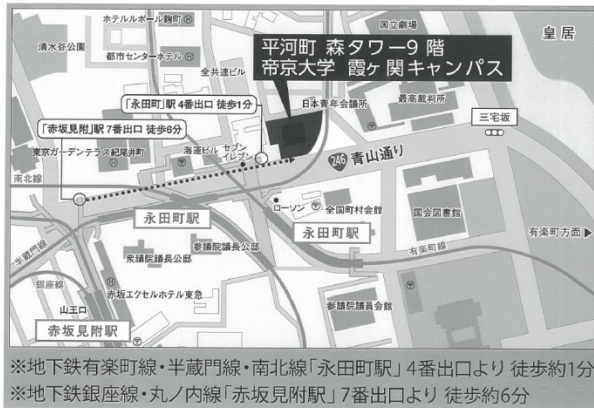 ホテルルポール麹町
清水谷公園
都市センターホテル
全共連ビル
国立劇場
皇居
平河町 森タワー9 階
帝京大学 霞ヶ関キャンパス
「永田町」駅 4番出口 徒歩1分
日本青年会議所
最高裁判所
三宅坂
「赤坂見附」駅 7番出口 徒歩6分
東京ガーデンテラス紀尾井町
海運ビル
セブン
イレブン
246 青山通り
南北線
永田町駅
ローソン
全国町村会館
国会図書館
永田町駅
有楽町方面
半蔵門線
衆議院議長公邸
参議院議長公邸
有楽町線
銀座線
赤坂エクセルホテル東急
山王口
参議院議員会館
赤坂見附駅
※地下鉄有楽町線・半蔵門線・南北線「永田町駅」4番出口より 徒歩約1分
※地下鉄銀座線・丸ノ内線「赤坂見附駅」7番出口より 徒歩約6分